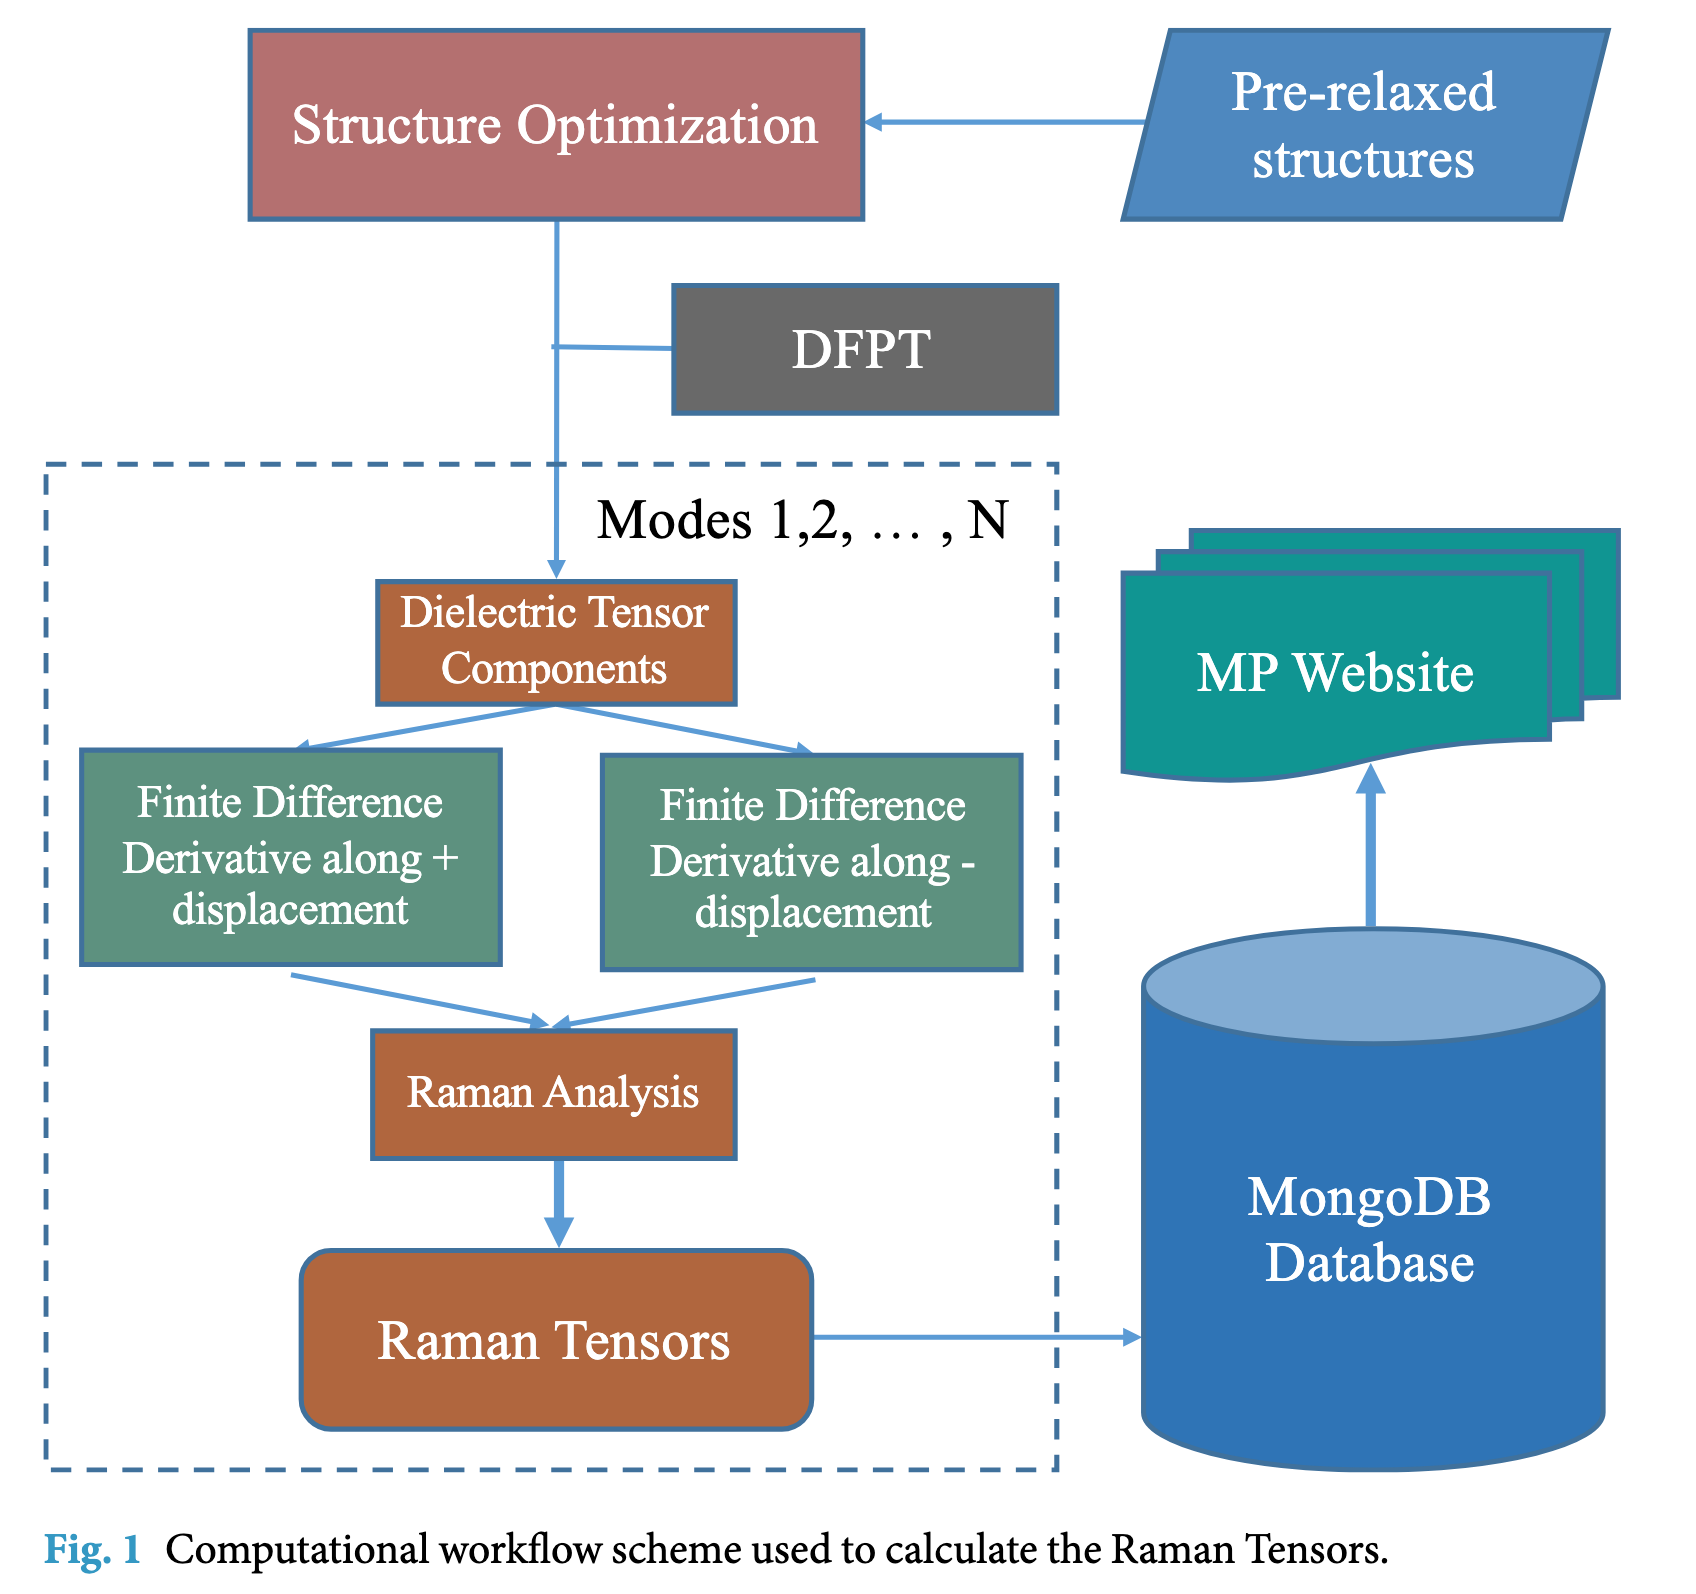 Structure Optimization
Pre-relaxed
structures
DFPT
Modes 1,2, … , N
Dielectric Tensor
Components
Finite Difference
Derivative along +
displacement
Finite Difference
Derivative along -
displacement
Raman Analysis
Raman Tensors
MP Website
MongoDB
Database
Fig. 1 Computational workflow scheme used to calculate the Raman Tensors.